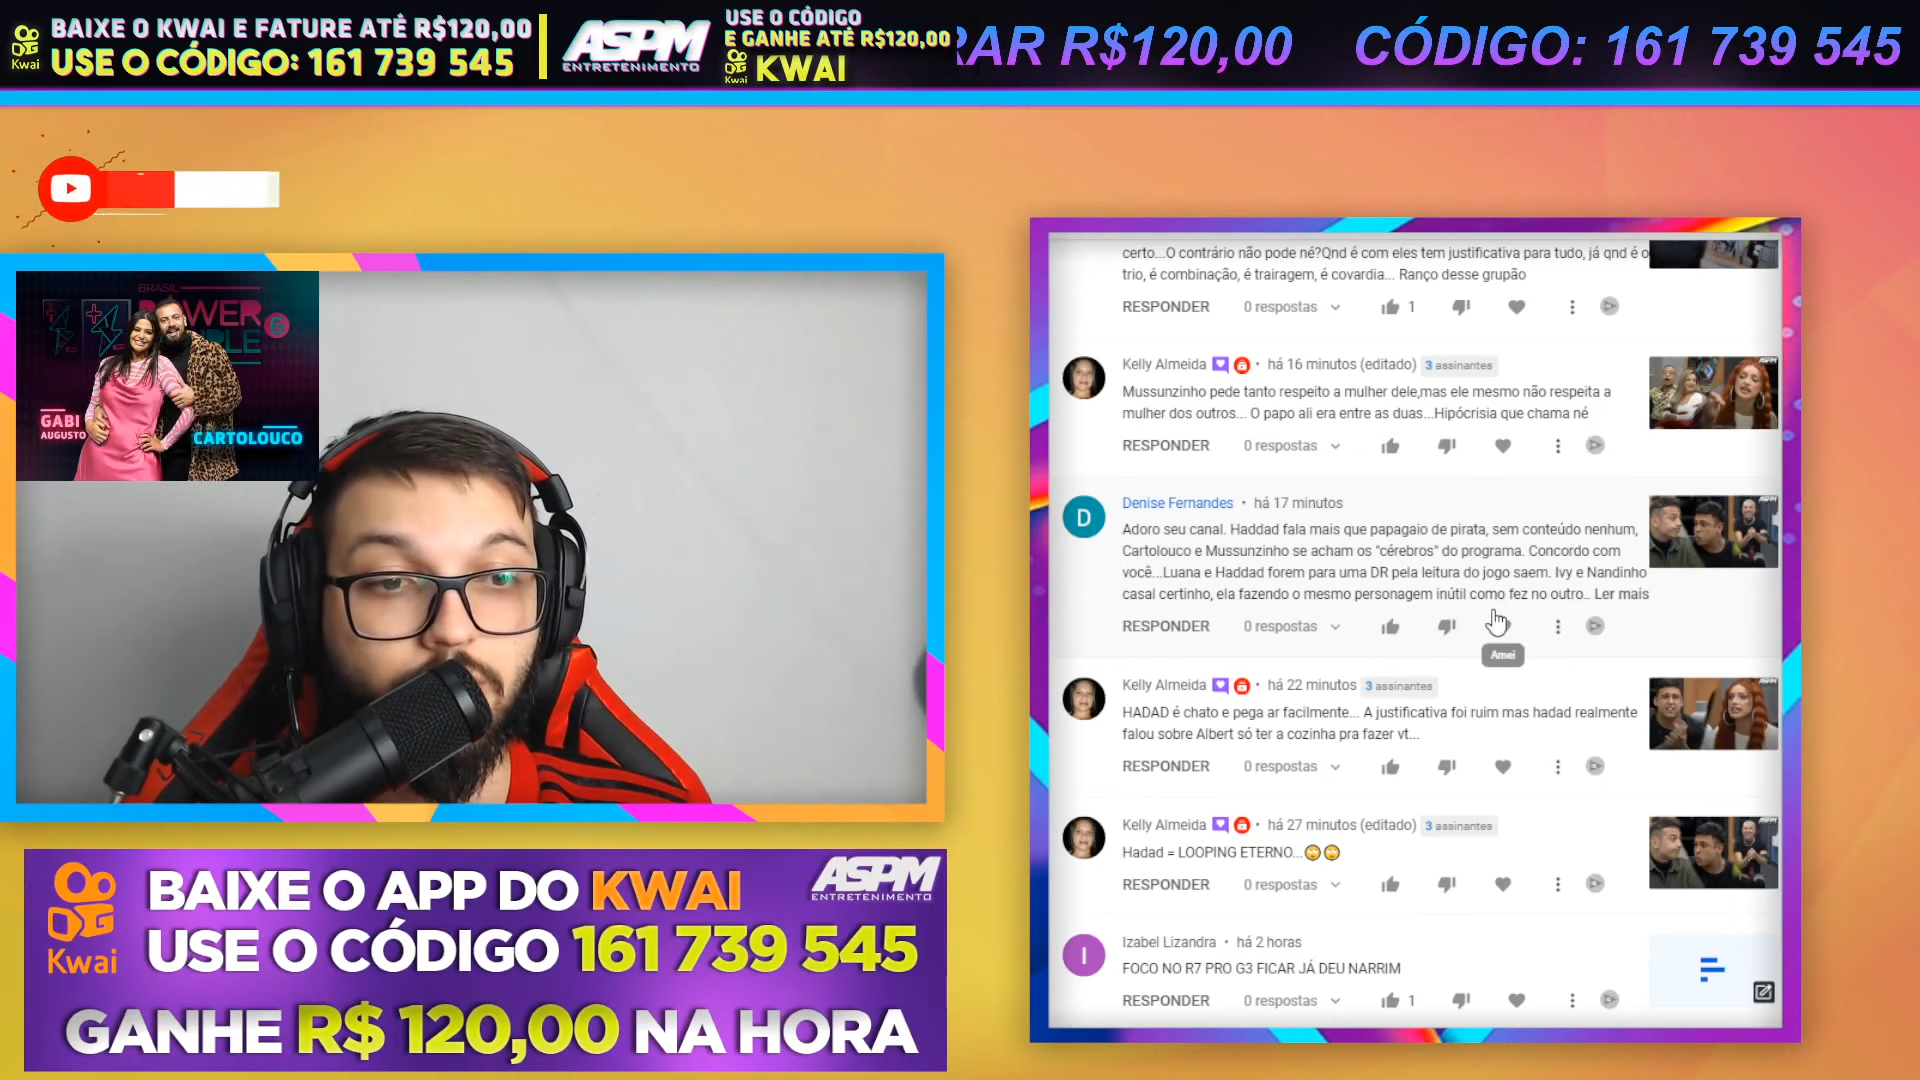 BAIXE O KWAI E FATURE ATÉ R$120,00
USE O CÓDIGO: 161 739 545
Kwai
ASPM
ENTRETENIMENTO
USE O CÓDIGO
E GANHE ATÉ R$120,00
Kwai
KWAI
RAR R$120,00 CÓDIGO: 161 739 545
BRASIL
GABI
AUGUSTO
CARTOLOUCO
6
certo...O contrário não pode né?Qnd é com eles tem justificativa para tudo, já qnd é o
trio, é combinação, é trairagem, é covardia... Ranço desse grupão
RESPONDER 0 respostas 1
Kelly Almeida • há 16 minutos (editado) 3 assinantes
Mussunzinho pede tanto respeito a mulher dele,mas ele mesmo não respeita a
mulher dos outros... O papo ali era entre as duas...Hipócrisia que chama né
RESPONDER 0 respostas
D
Denise Fernandes • há 17 minutos
Adoro seu canal. Haddad fala mais que papagaio de pirata, sem conteúdo nenhum,
Cartolouco e Mussunzinho se acham os "cérebros" do programa. Concordo com
você...Luana e Haddad forem para uma DR pela leitura do jogo saem. Ivy e Nandinho
casal certinho, ela fazendo o mesmo personagem inútil como fez no outro… Ler mais
RESPONDER 0 respostas
Amei
Kelly Almeida • há 22 minutos 3 assinantes
HADAD é chato e pega ar facilmente... A justificativa foi ruim mas hadad realmente
falou sobre Albert só ter a cozinha pra fazer vt...
RESPONDER 0 respostas
Kelly Almeida • há 27 minutos (editado) 3 assinantes
Hadad = LOOPING ETERNO...🙄🙄
RESPONDER 0 respostas
I
Izabel Lizandra • há 2 horas
FOCO NO R7 PRO G3 FICAR JÁ DEU NARRIM
RESPONDER 0 respostas 1
Kwai
BAIXE O APP DO KWAI
ASPM
ENTRETENIMENTO
USE O CÓDIGO 161 739 545
GANHE R$ 120,00 NA HORA